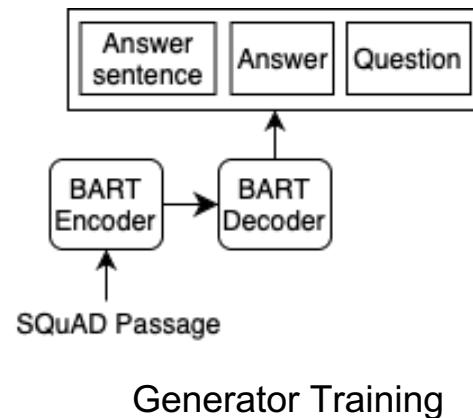 Answer
sentence
Answer
Question
BART
Encoder
BART
Decoder
SQuAD Passage
Generator Training